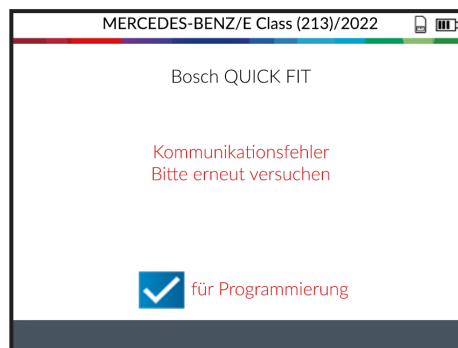 MERCEDES-BENZ/E Class (213)/2022
Bosch QUICK FIT
Kommunikationsfehler
Bitte erneut versuchen
für Programmierung